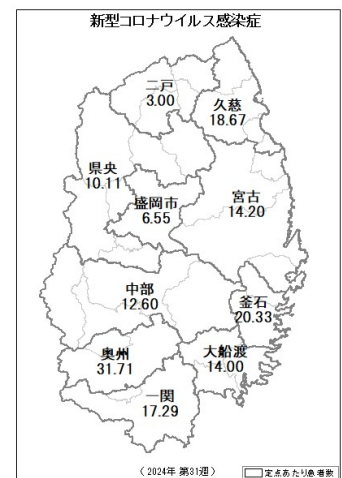 新型コロナウイルス感染症
二戸
3.00
久慈
18.67
県央
10.11
盛岡市
6.55
宮古
14.20
中部
12.60
釜石
20.33
奥州
31.71
大船渡
14.00
一関
17.29
(2024年 第31週)
定点あたり患者数